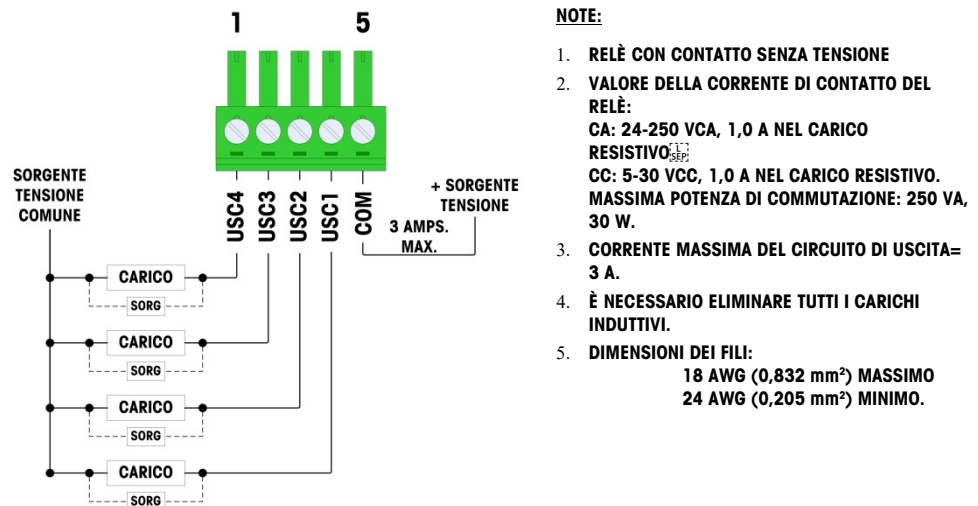 1 5
USC4
USC3
USC2
USC1
COM
SORGENTE
TENSIONE
COMUNE
+ SORGENTE
TENSIONE
3 AMPS.
MAX.
CARICO
SORG
CARICO
SORG
CARICO
SORG
CARICO
SORG
NOTE:
1. RELÈ CON CONTATTO SENZA TENSIONE
2. VALORE DELLA CORRENTE DI CONTATTO DEL
RELÈ:
CA: 24-250 VCA, 1,0 A NEL CARICO
RESISTIVO L SEP
CC: 5-30 VCC, 1,0 A NEL CARICO RESISTIVO.
MASSIMA POTENZA DI COMMUTAZIONE: 250 VA,
30 W.
3. CORRENTE MASSIMA DEL CIRCUITO DI USCITA=
3 A.
4. È NECESSARIO ELIMINARE TUTTI I CARICHI
INDUTTIVI.
5. DIMENSIONI DEI FILI:
18 AWG (0,832 mm²) MASSIMO
24 AWG (0,205 mm²) MINIMO.